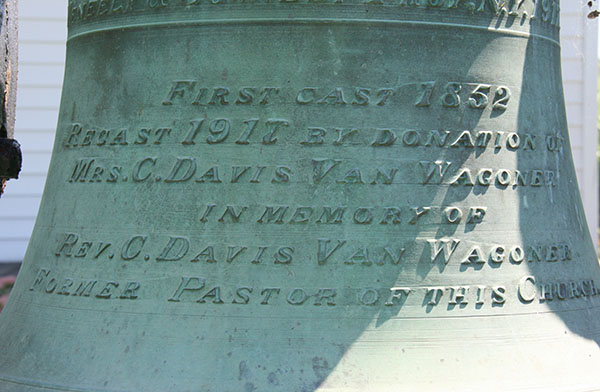 FIRST CAST 1852
RECAST 1917 BY DONATION OF
MRS. C. DAVIS VAN WAGONER
IN MEMORY OF
REV. C. DAVIS VAN WAGONER
FORMER PASTOR OF THIS CHURCH